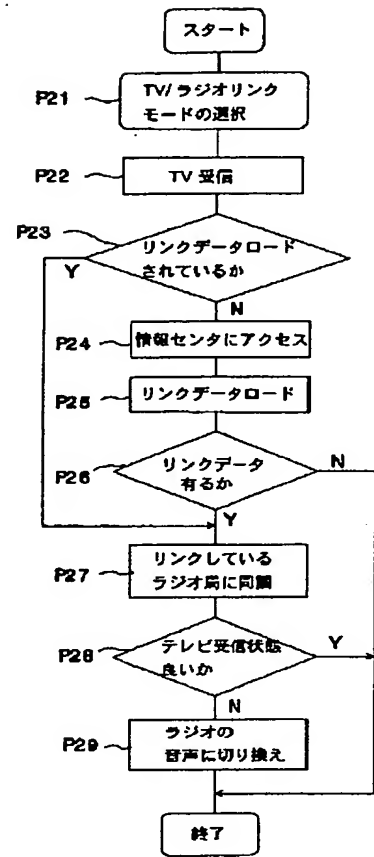 スタート
P21
TV/ラジオリンク
モードの選択
P22
TV 受信
P23
リンクデータロード
されているか
Y
N
P24
情報センタにアクセス
P25
リンクデータロード
P26
リンクデータ
有るか
N
Y
P27
リンクしている
ラジオ局に同調
P28
テレビ受信状態
良いか
Y
N
P29
ラジオの
音声に切り換え
終了